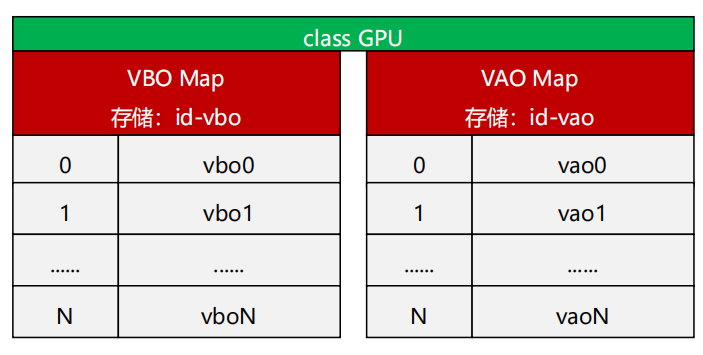 class GPU
VBO Map
存储：id-vbo
0 vbo0
1 vbo1
...... ......
N vboN
VAO Map
存储：id-vao
0 vao0
1 vao1
...... ......
N vaoN